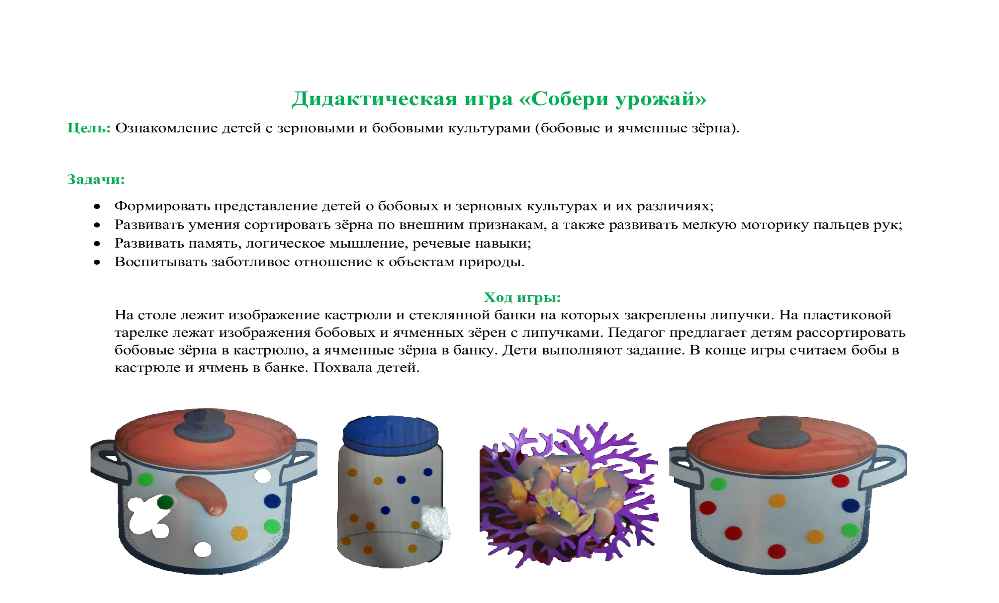 Дидактическая игра «Собери урожай»
Цель: Ознакомление детей с зерновыми и бобовыми культурами (бобовые и ячменные зёрна).
Задачи:
• Формировать представление детей о бобовых и зерновых культурах и их различиях;
• Развивать умения сортировать зёрна по внешним признакам, а также развивать мелкую моторику пальцев рук;
• Развивать память, логическое мышление, речевые навыки;
• Воспитывать заботливое отношение к объектам природы.
Ход игры:
На столе лежит изображение кастрюли и стеклянной банки на которых закреплены липучки. На пластиковой
тарелке лежат изображения бобовых и ячменных зёрен с липучками. Педагог предлагает детям рассортировать
бобовые зёрна в кастрюлю, а ячменные зёрна в банку. Дети выполняют задание. В конце игры считаем бобы в
кастрюле и ячмень в банке. Похвала детей.